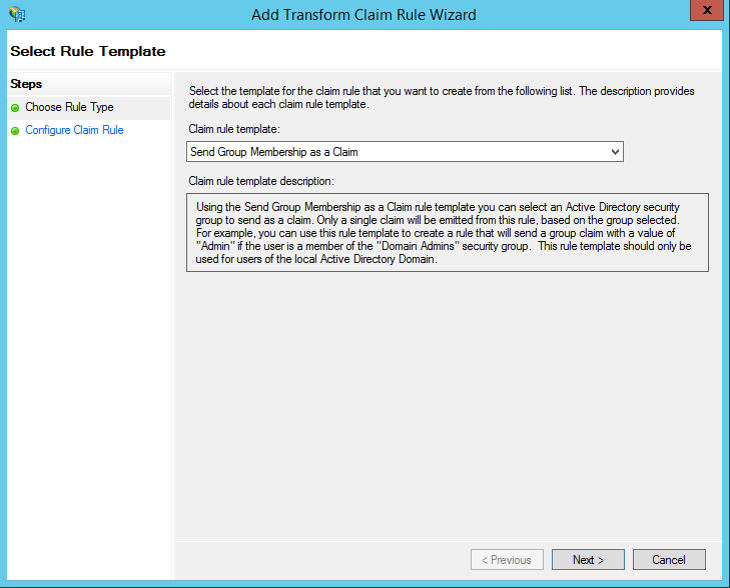 Add Transform Claim Rule Wizard
x
Select Rule Template
Steps
Choose Rule Type
Configure Claim Rule
Select the template for the claim rule that you want to create from the following list. The description provides
details about each claim rule template.
Claim rule template:
Send Group Membership as a Claim
Claim rule template description:
Using the Send Group Membership as a Claim rule template you can select an Active Directory security
group to send as a claim. Only a single claim will be emitted from this rule, based on the group selected.
For example, you can use this rule template to create a rule that will send a group claim with a value of
"Admin" if the user is a member of the "Domain Admins" security group.  This rule template should only be
used for users of the local Active Directory Domain.
< Previous
Next >
Cancel